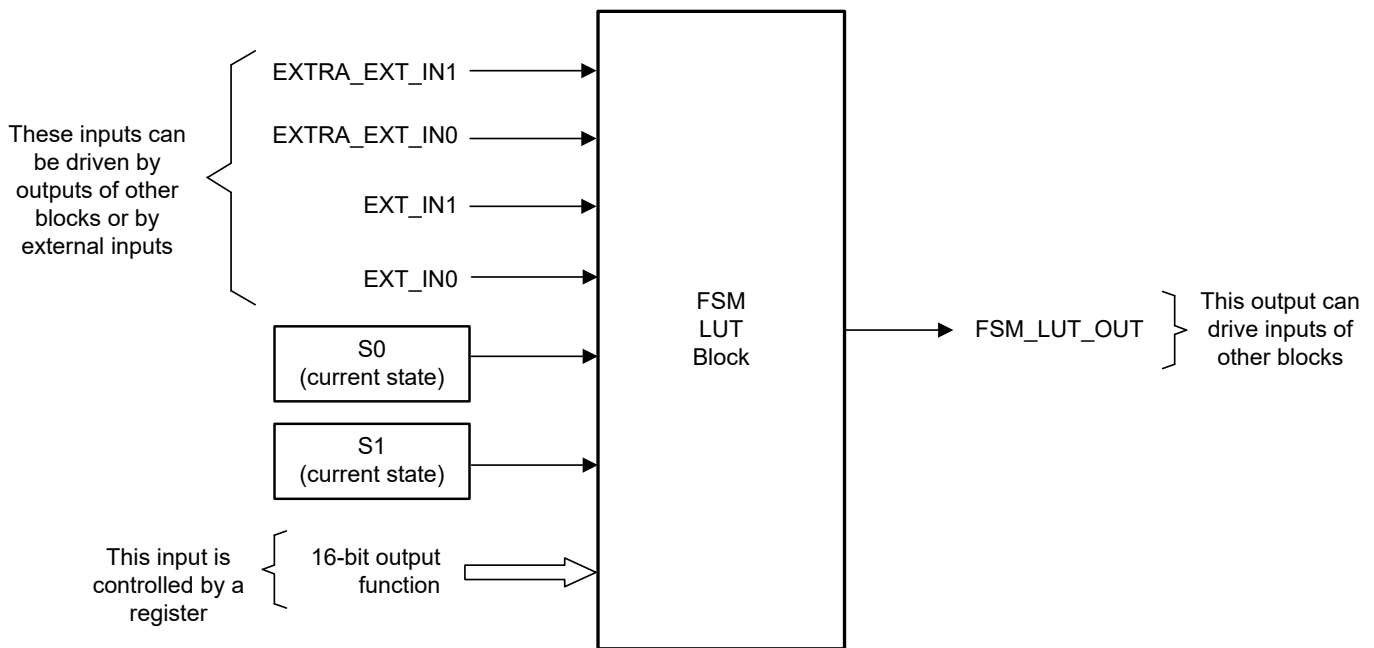 These inputs can
be driven by
outputs of other
blocks or by
external inputs
EXTRA_EXT_IN1
EXTRA_EXT_IN0
EXT_IN1
EXT_IN0
S0
(current state)
S1
(current state)
This input is
controlled by a
register
16-bit output
function
FSM
LUT
Block
FSM_LUT_OUT
This output can
drive inputs of
other blocks